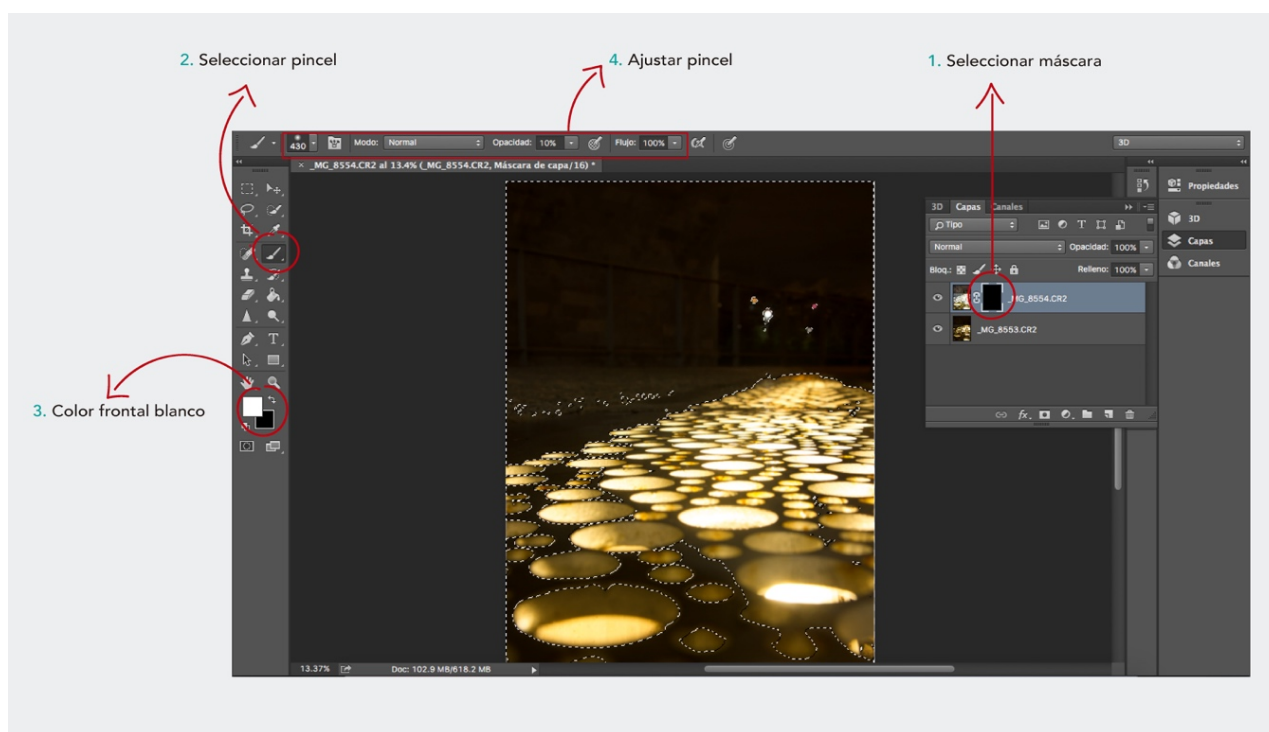 2. Seleccionar pincel
4. Ajustar pincel
1. Seleccionar máscara
430 Modo: Normal Opacidad: 10% Flujo: 100% 3D
× _MG_8554.CR2 al 13.4% (_MG_8554.CR2, Máscara de capa/16) *
Propiedades
3D Capas Canales
3D
Tipo
Capas
Normal Opacidad: 100%
Canales
Bloq.: Relleno: 100%
_MG_8554.CR2
_MG_8553.CR2
3. Color frontal blanco
fx
13.37% Doc: 102.9 MB/618.2 MB